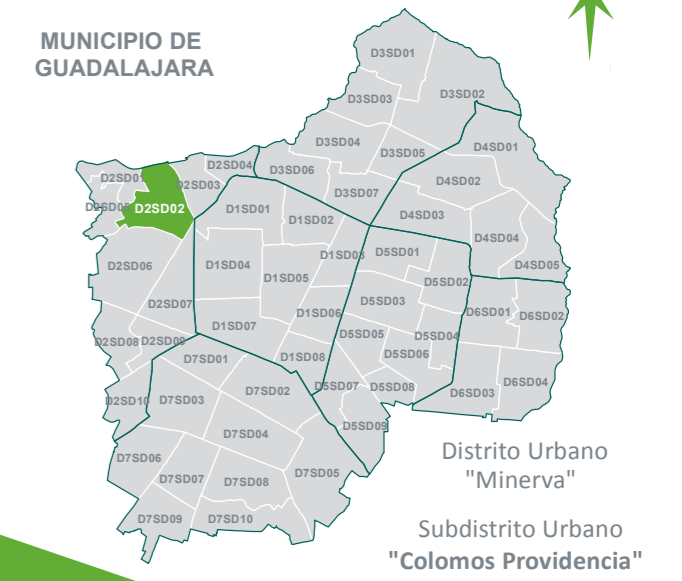 MUNICIPIO DE
GUADALAJARA
D3SD01
D3SD02
D3SD03
D3SD04
D3SD05
D4SD01
D2SD04
D3SD06
D2SD01
D2SD03
D4SD02
D3SD07
D2SD05
D2SD02
D1SD01
D1SD02
D4SD03
D4SD04
D1SD03
D5SD01
D2SD06
D1SD04
D4SD05
D1SD05
D5SD02
D2SD07
D5SD03
D1SD06
D6SD01
D6SD02
D1SD07
D5SD05
D5SD04
D2SD08
D2SD09
D5SD06
D7SD01
D1SD08
D6SD04
D5SD07
D5SD08
D7SD02
D6SD03
D2SD10
D7SD03
D5SD09
D7SD04
D7SD06
D7SD05
D7SD07
D7SD08
D7SD09
D7SD10
Distrito Urbano
"Minerva"
Subdistrito Urbano
"Colomos Providencia"